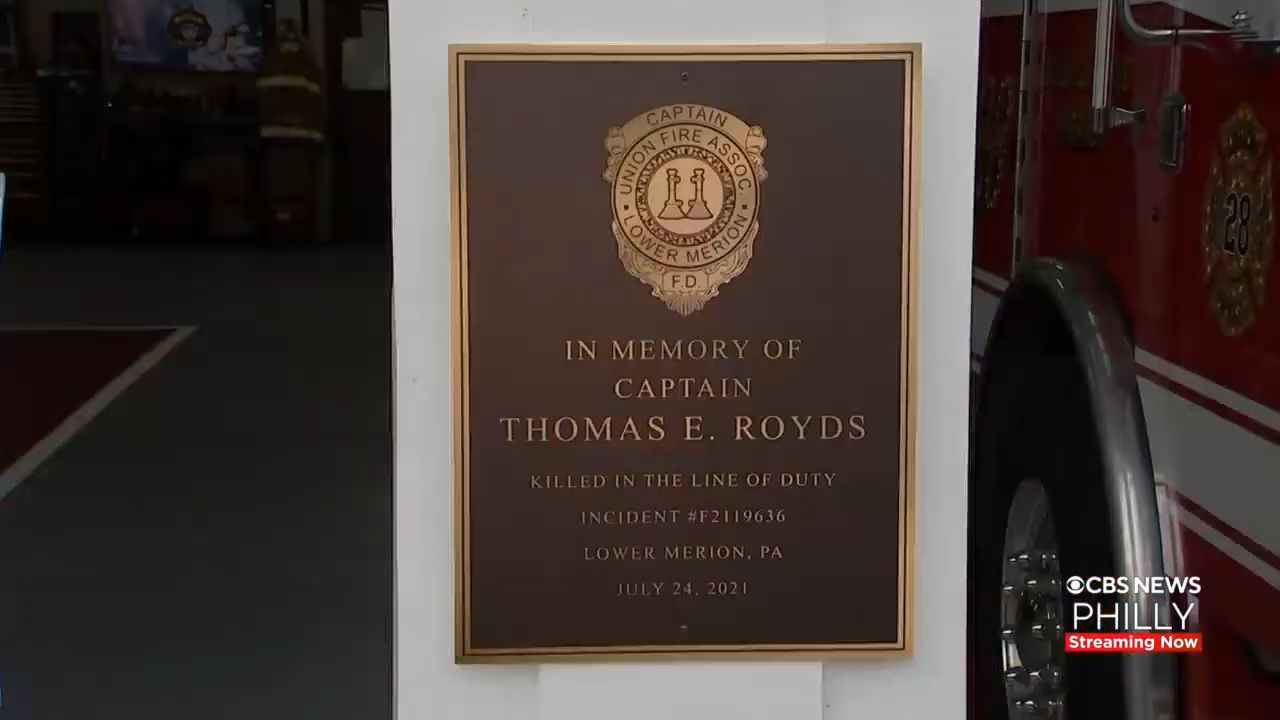 CAPTAIN
UNION FIRE ASSOC.
LOWER MERION
F.D.
IN MEMORY OF
CAPTAIN
THOMAS E. ROYDS
KILLED IN THE LINE OF DUTY
INCIDENT #F2119636
LOWER MERION, PA
JULY 24, 2021
28
CBS NEWS
PHILLY
Streaming Now